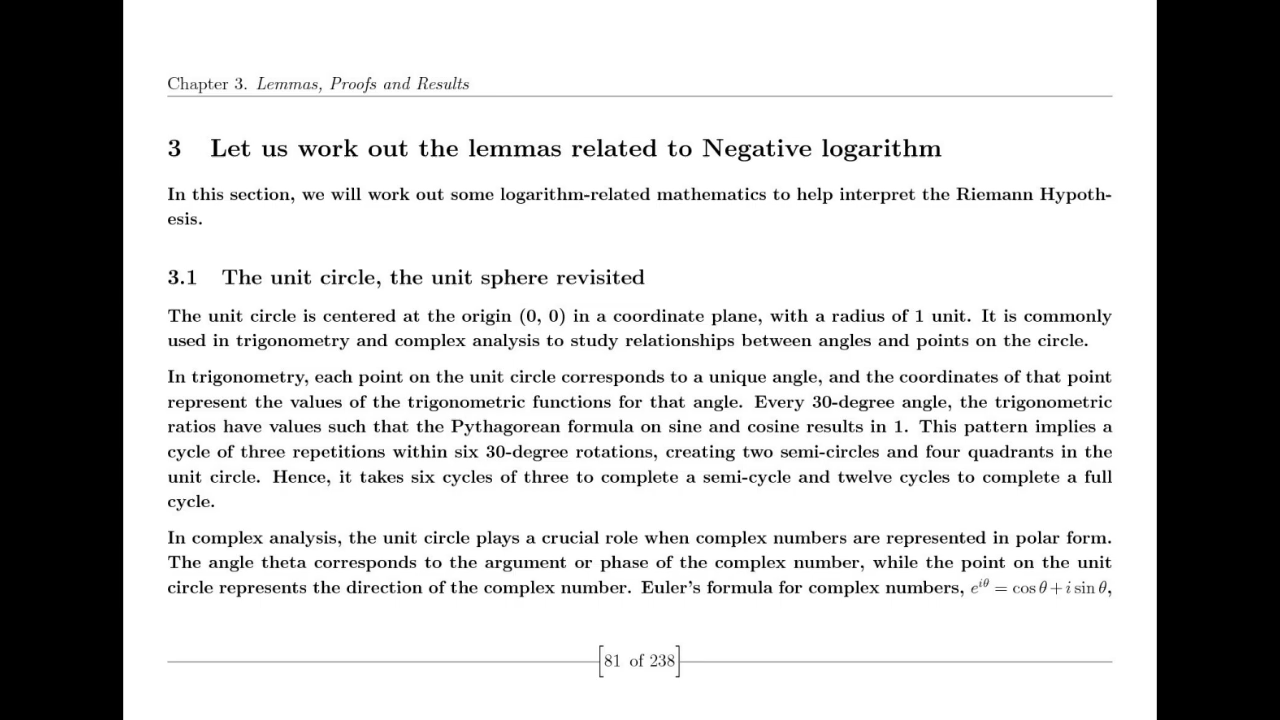 Chapter 3. Lemmas, Proofs and Results
3 Let us work out the lemmas related to Negative logarithm
In this section, we will work out some logarithm-related mathematics to help interpret the Riemann Hypoth-
esis.
3.1 The unit circle, the unit sphere revisited
The unit circle is centered at the origin (0, 0) in a coordinate plane, with a radius of 1 unit. It is commonly
used in trigonometry and complex analysis to study relationships between angles and points on the circle.
In trigonometry, each point on the unit circle corresponds to a unique angle, and the coordinates of that point
represent the values of the trigonometric functions for that angle. Every 30-degree angle, the trigonometric
ratios have values such that the Pythagorean formula on sine and cosine results in 1. This pattern implies a
cycle of three repetitions within six 30-degree rotations, creating two semi-circles and four quadrants in the
unit circle. Hence, it takes six cycles of three to complete a semi-cycle and twelve cycles to complete a full
cycle.
In complex analysis, the unit circle plays a crucial role when complex numbers are represented in polar form.
The angle theta corresponds to the argument or phase of the complex number, while the point on the unit
circle represents the direction of the complex number. Euler's formula for complex numbers, $e^{i\theta} = \cos\theta + i\sin\theta$,
[81 of 238]